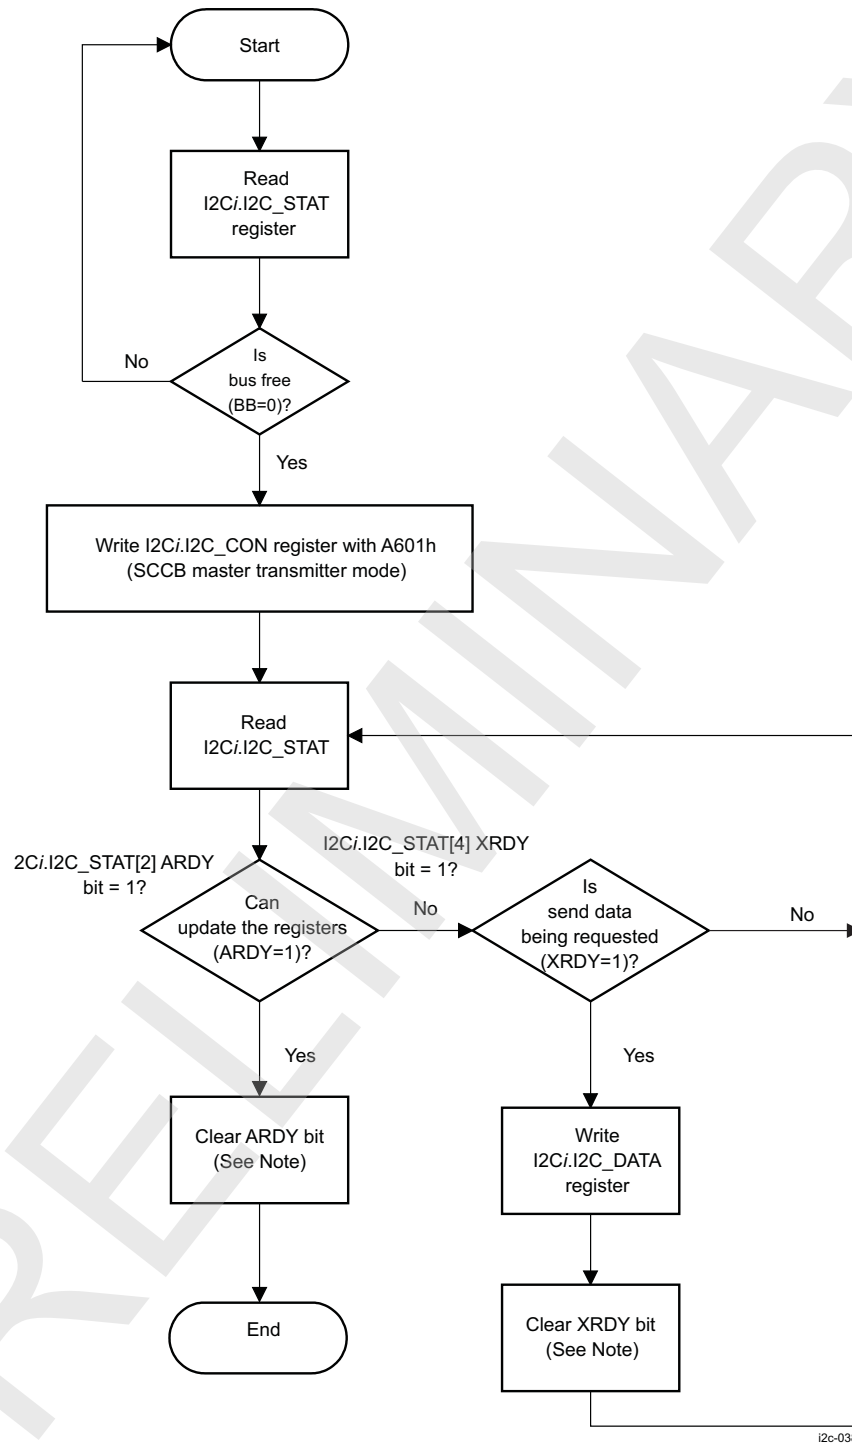 Start
Read
I2Ci.I2C_STAT
register
No
Is
bus free
(BB=0)?
Yes
Write I2Ci.I2C_CON register with A601h
(SCCB master transmitter mode)
Read
I2Ci.I2C_STAT
2Ci.I2C_STAT[2] ARDY
bit = 1?
I2Ci.I2C_STAT[4] XRDY
bit = 1?
Can
update the registers
(ARDY=1)?
No
Is
send data
being requested
(XRDY=1)?
No
Yes
Yes
Clear ARDY bit
(See Note)
Write
I2Ci.I2C_DATA
register
End
Clear XRDY bit
(See Note)
i2c-038
RELIMINARY